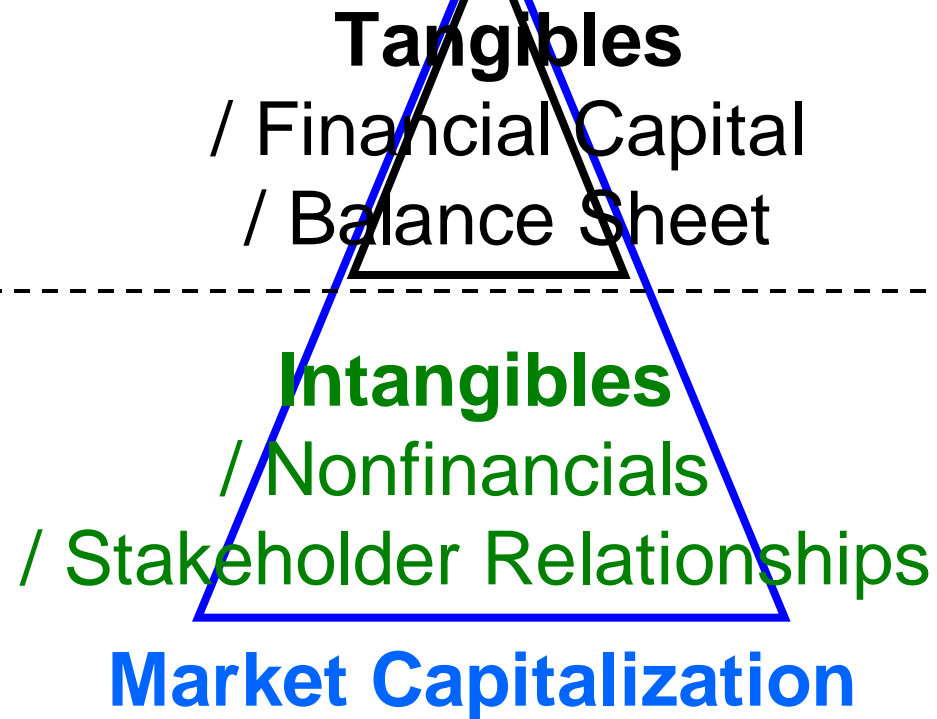 Tangibles
/ Financial Capital
/ Balance Sheet
Intangibles
/ Nonfinancials
/ Stakeholder Relationships
Market Capitalization